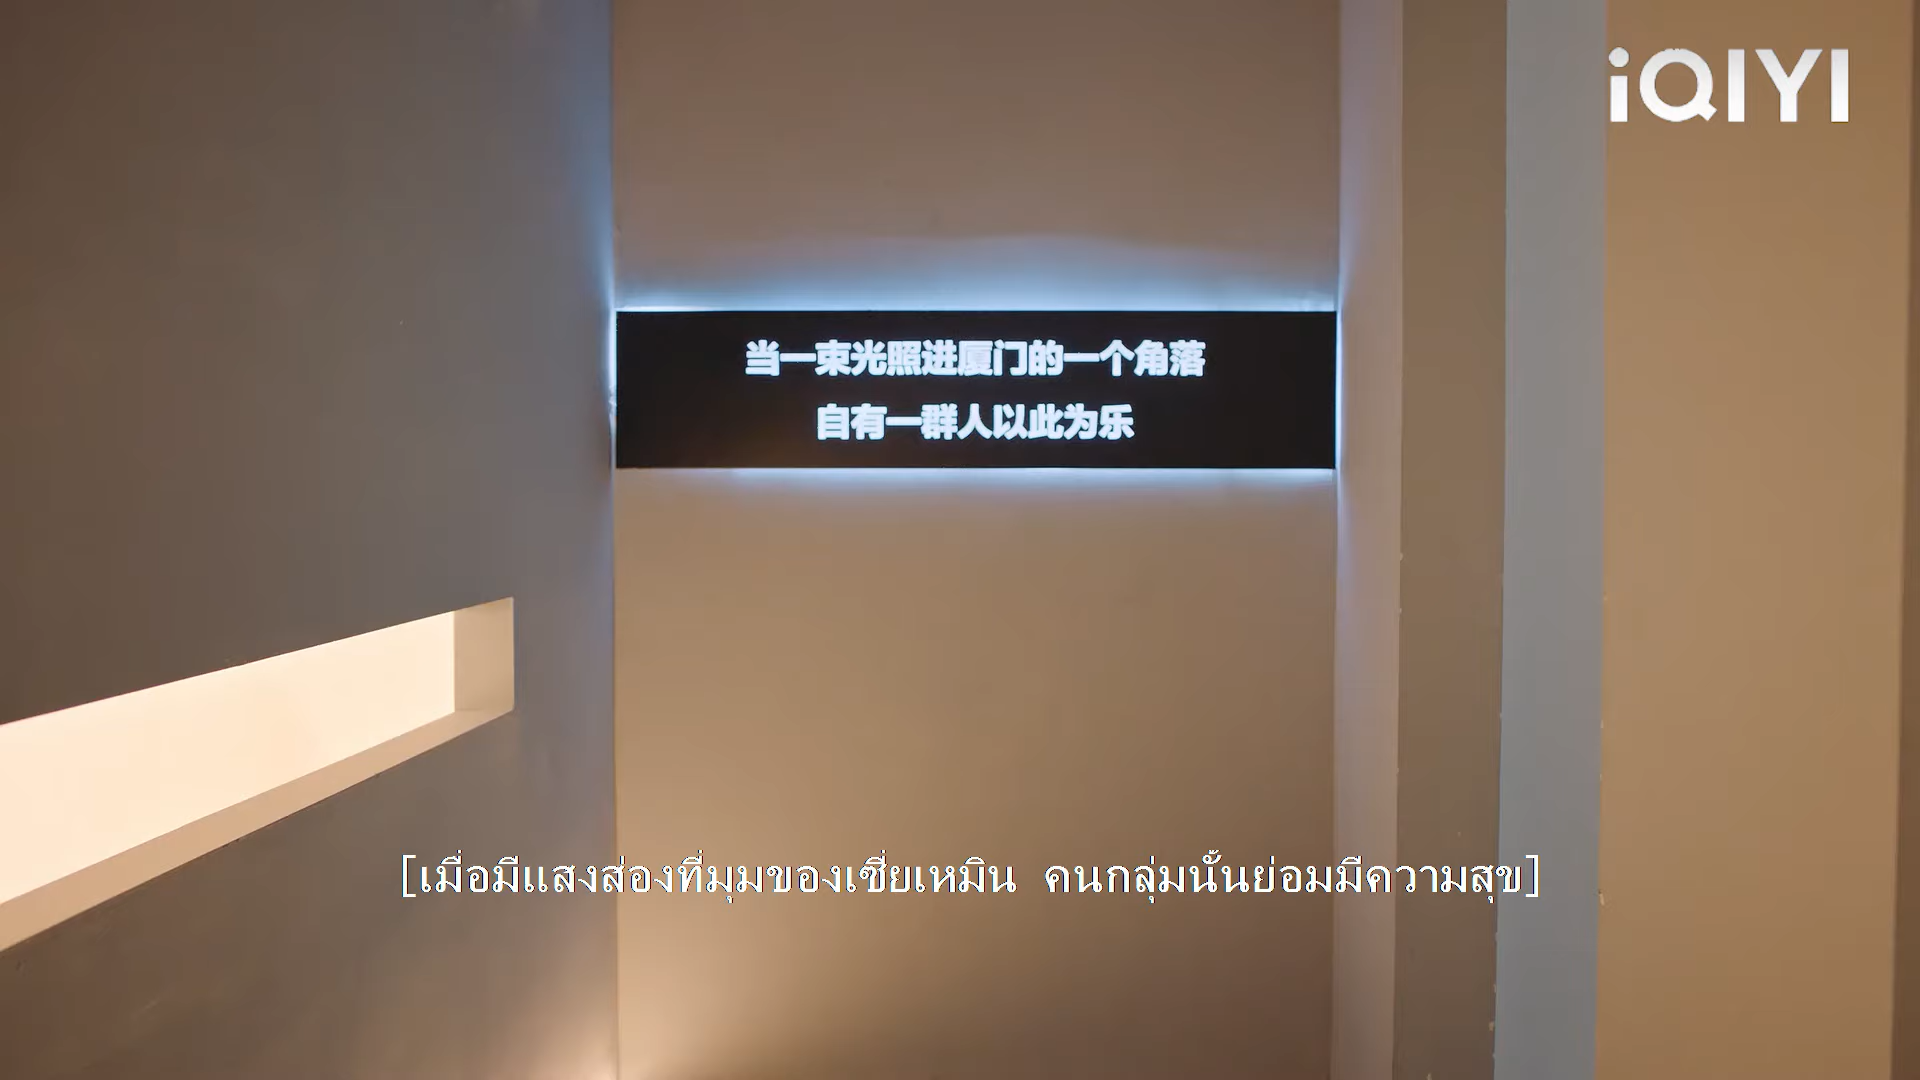 iQIYI
当一束光照进厦门的一个角落
自有一群人以此为乐
[เมื่อมีแสงส่องที่มุมของเซี่ยเหมิน คนกลุ่มนั้นย่อมมีความสุข]